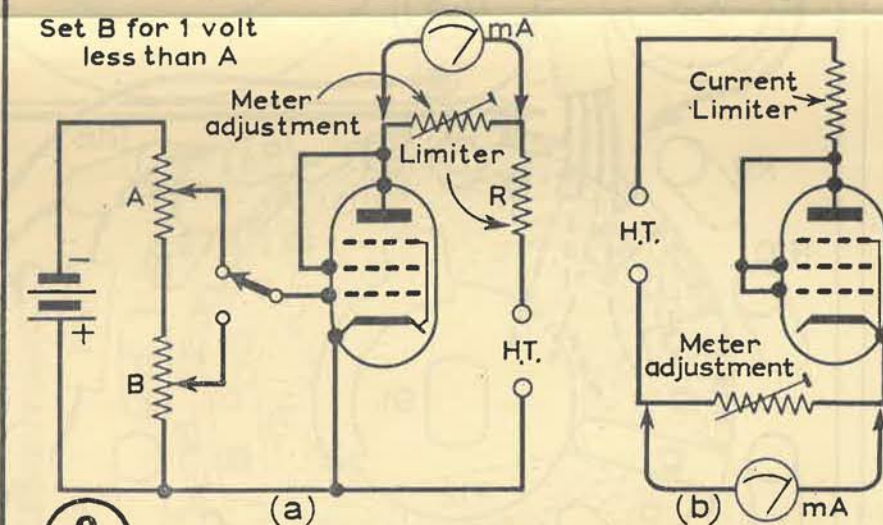 Set B for 1 volt
less than A
mA
Meter
adjustment
Limiter
R
A
B
-
+
H.T.
(a)
Current
Limiter
H.T.
Meter
adjustment
(b)
mA